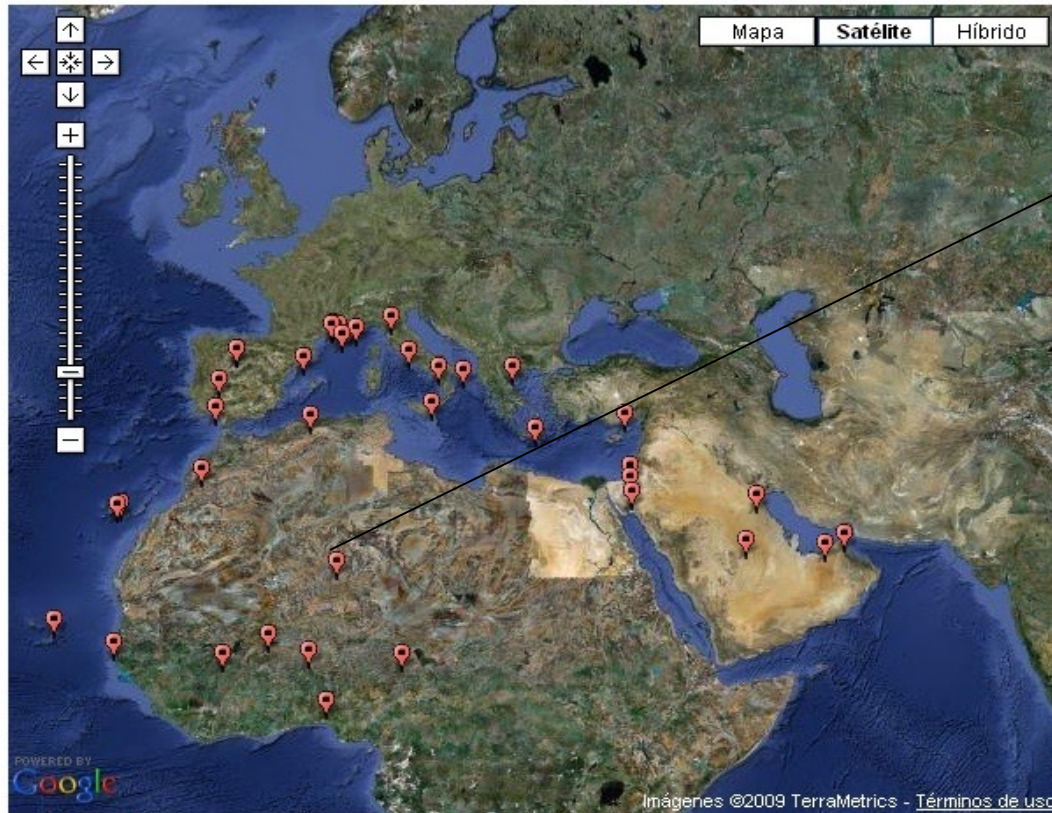 Mapa
Satélite
Híbrido
POWERED BY
Google
Imágenes ©2009 TerraMetrics - Términos de uso